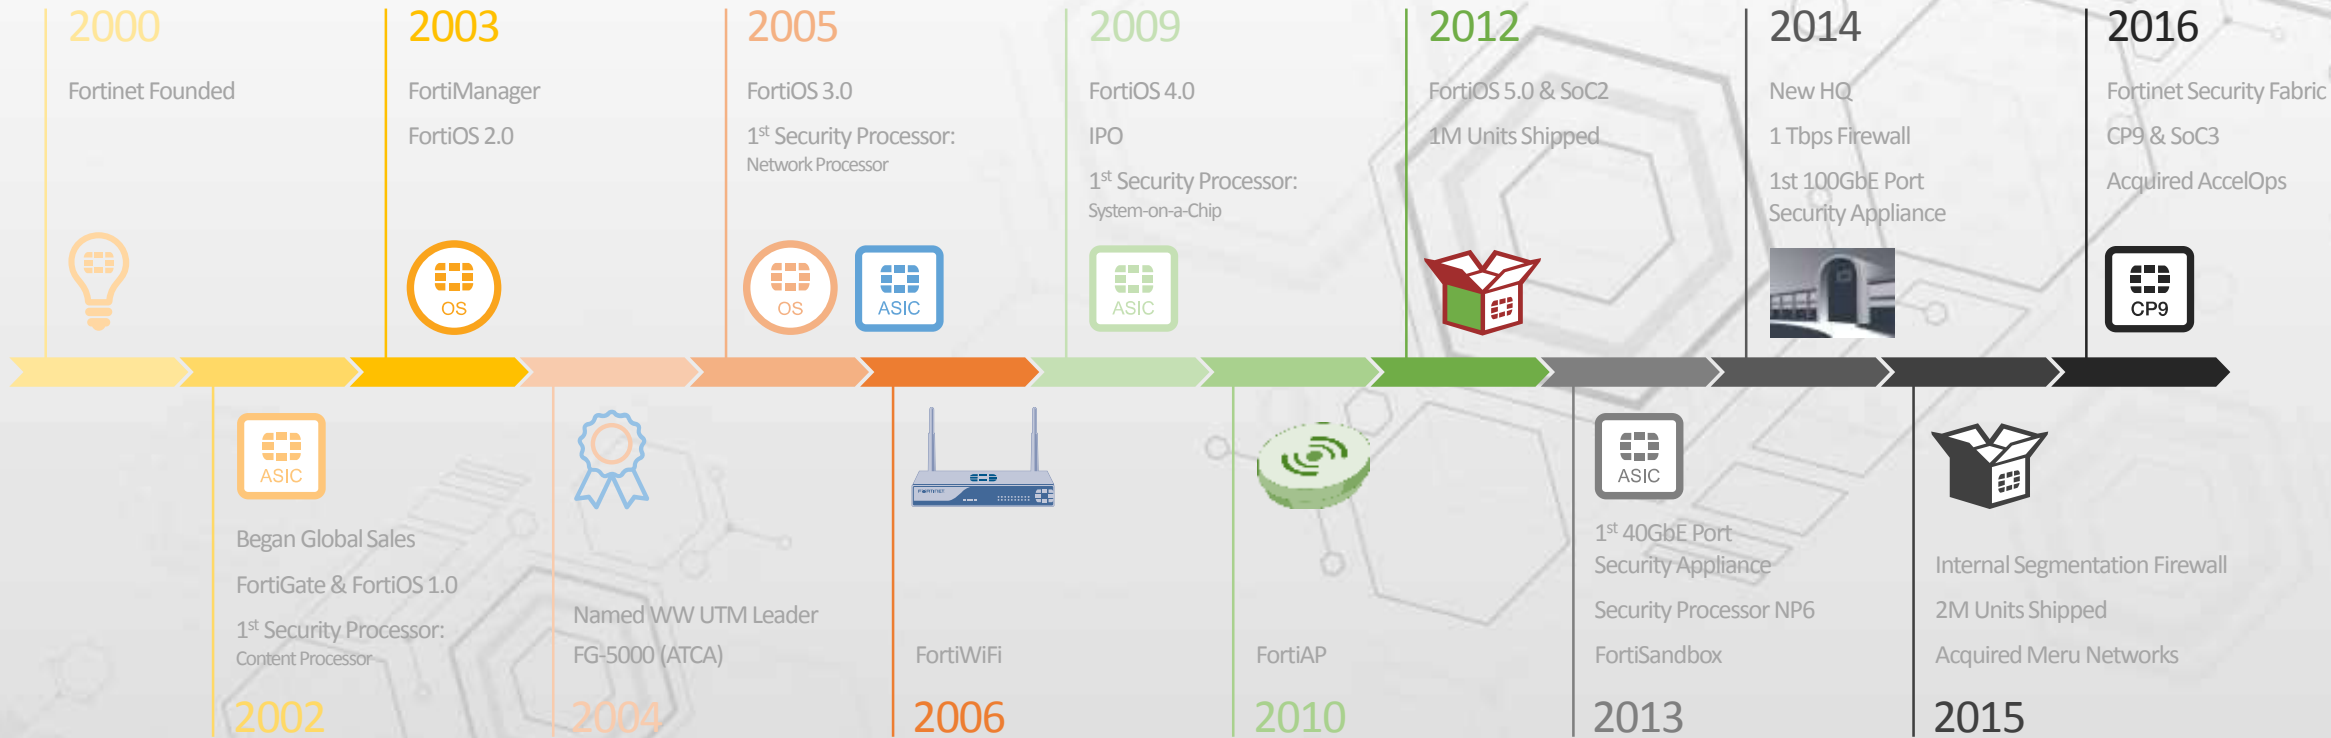 2000
Fortinet Founded
2003
FortiManager
FortiOS 2.0
OS
2005
FortiOS 3.0
1st Security Processor:
Network Processor
OS
ASIC
2009
FortiOS 4.0
IPO
1st Security Processor:
System-on-a-Chip
ASIC
2012
FortiOS 5.0 & SoC2
1M Units Shipped
2014
New HQ
1 Tbps Firewall
1st 100GbE Port
Security Appliance
2016
Fortinet Security Fabric
CP9 & SoC3
Acquired AccelOps
CP9
ASIC
Began Global Sales
FortiGate & FortiOS 1.0
1st Security Processor:
Content Processor
2002
Named WW UTM Leader
FG-5000 (ATCA)
2004
FORTINET
FortiWiFi
2006
FortiAP
2010
ASIC
1st 40GbE Port
Security Appliance
Security Processor NP6
FortiSandbox
2013
Internal Segmentation Firewall
2M Units Shipped
Acquired Meru Networks
2015